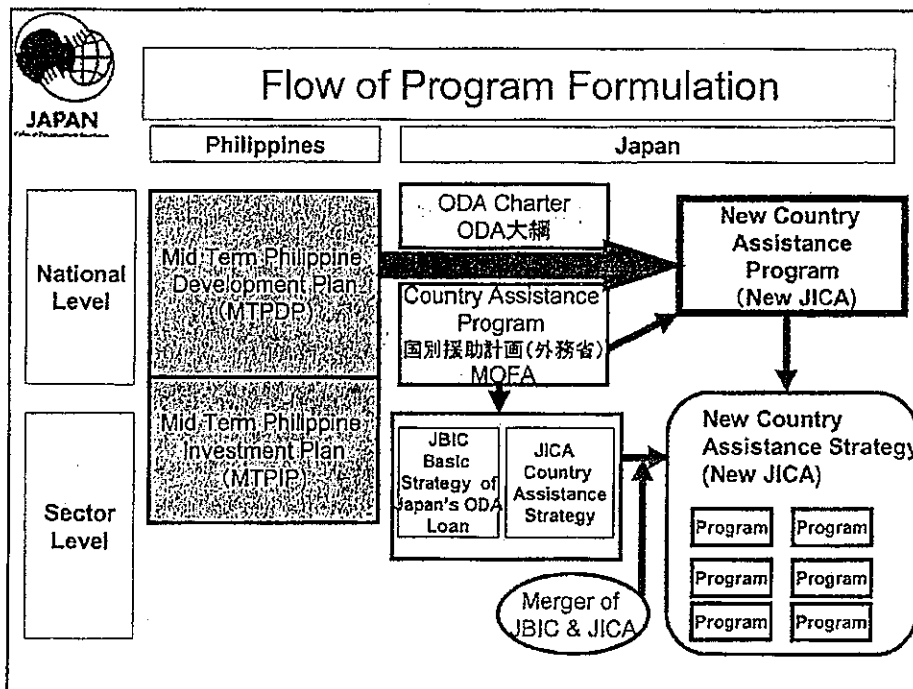 JAPAN
Flow of Program Formulation
Philippines
Japan
National
Level
Sector
Level
Mid Term Philippine
Development Plan
(MTPDP)
Mid Term Philippine
Investment Plan
(MTPIP)
ODA Charter
ODA大綱
Country Assistance
Program
国別援助計画(外務省)
MOFA
JBIC
Basic
Strategy of
Japan's ODA
Loan
JICA
Country
Assistance
Strategy
Merger of
JBIC & JICA
New Country
Assistance
Program
(New JICA)
New Country
Assistance Strategy
(New JICA)
Program Program
Program Program
Program Program